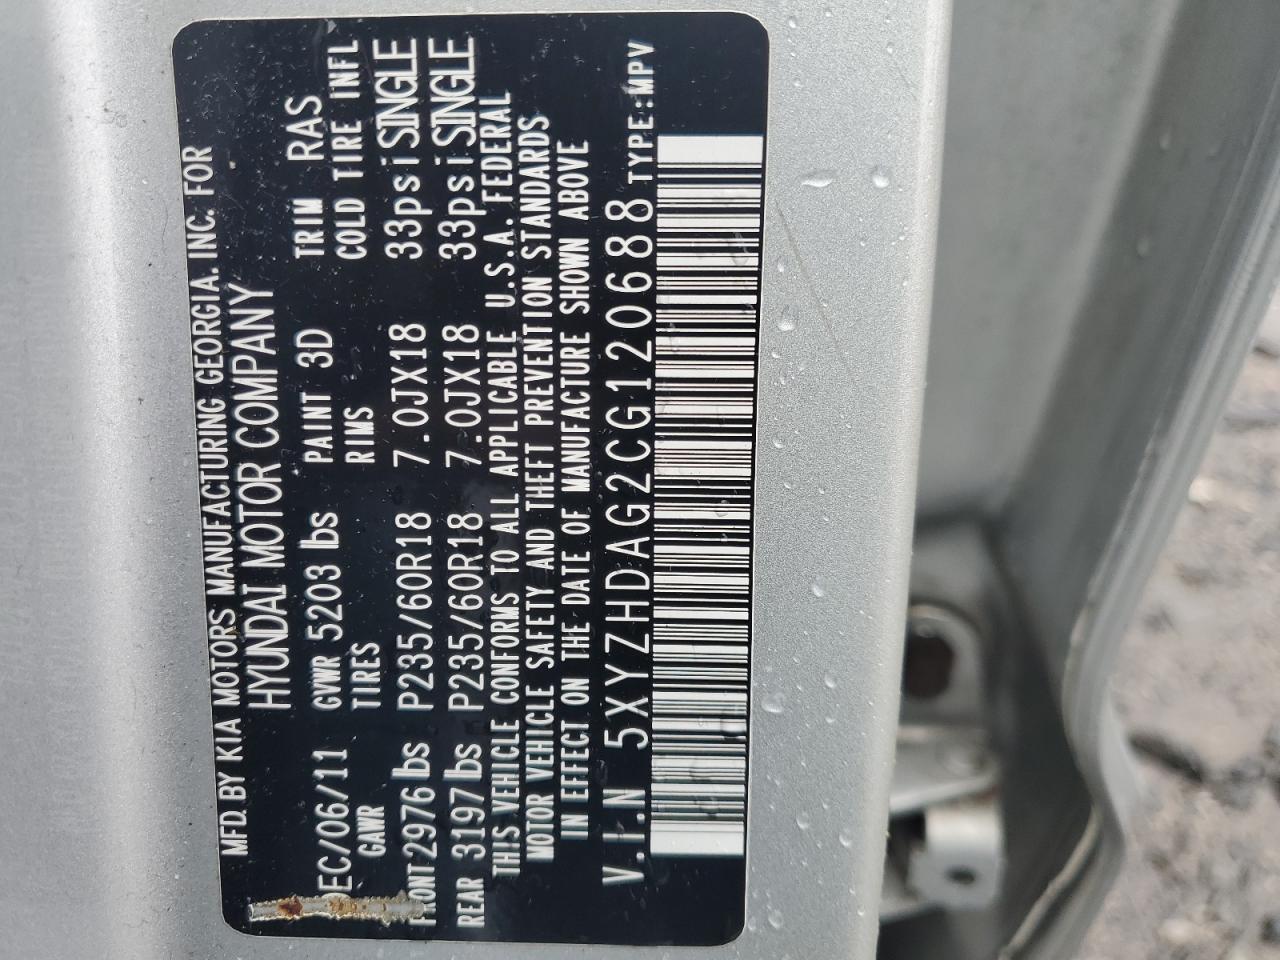 MFD. BY KIA MOTORS MANUFACTURING GEORGIA. INC. FOR
HYUNDAI MOTOR COMPANY
EC/06/11 GVWR 5203 lbs PAINT 3D TRIM RAS
GAWR TIRES RIMS COLD TIRE INFL
FRONT 2976 lbs P235/60R18 7.0JX18 33psi SINGLE
REAR 3197 lbs P235/60R18 7.0JX18 33psi SINGLE
THIS VEHICLE CONFORMS TO ALL APPLICABLE U.S.A. FEDERAL
MOTOR VEHICLE SAFETY AND THEFT PREVENTION STANDARDS
IN EFFECT ON THE DATE OF MANUFACTURE SHOWN ABOVE
V.I.N 5XYZHDAG2CG120688 TYPE:MPV